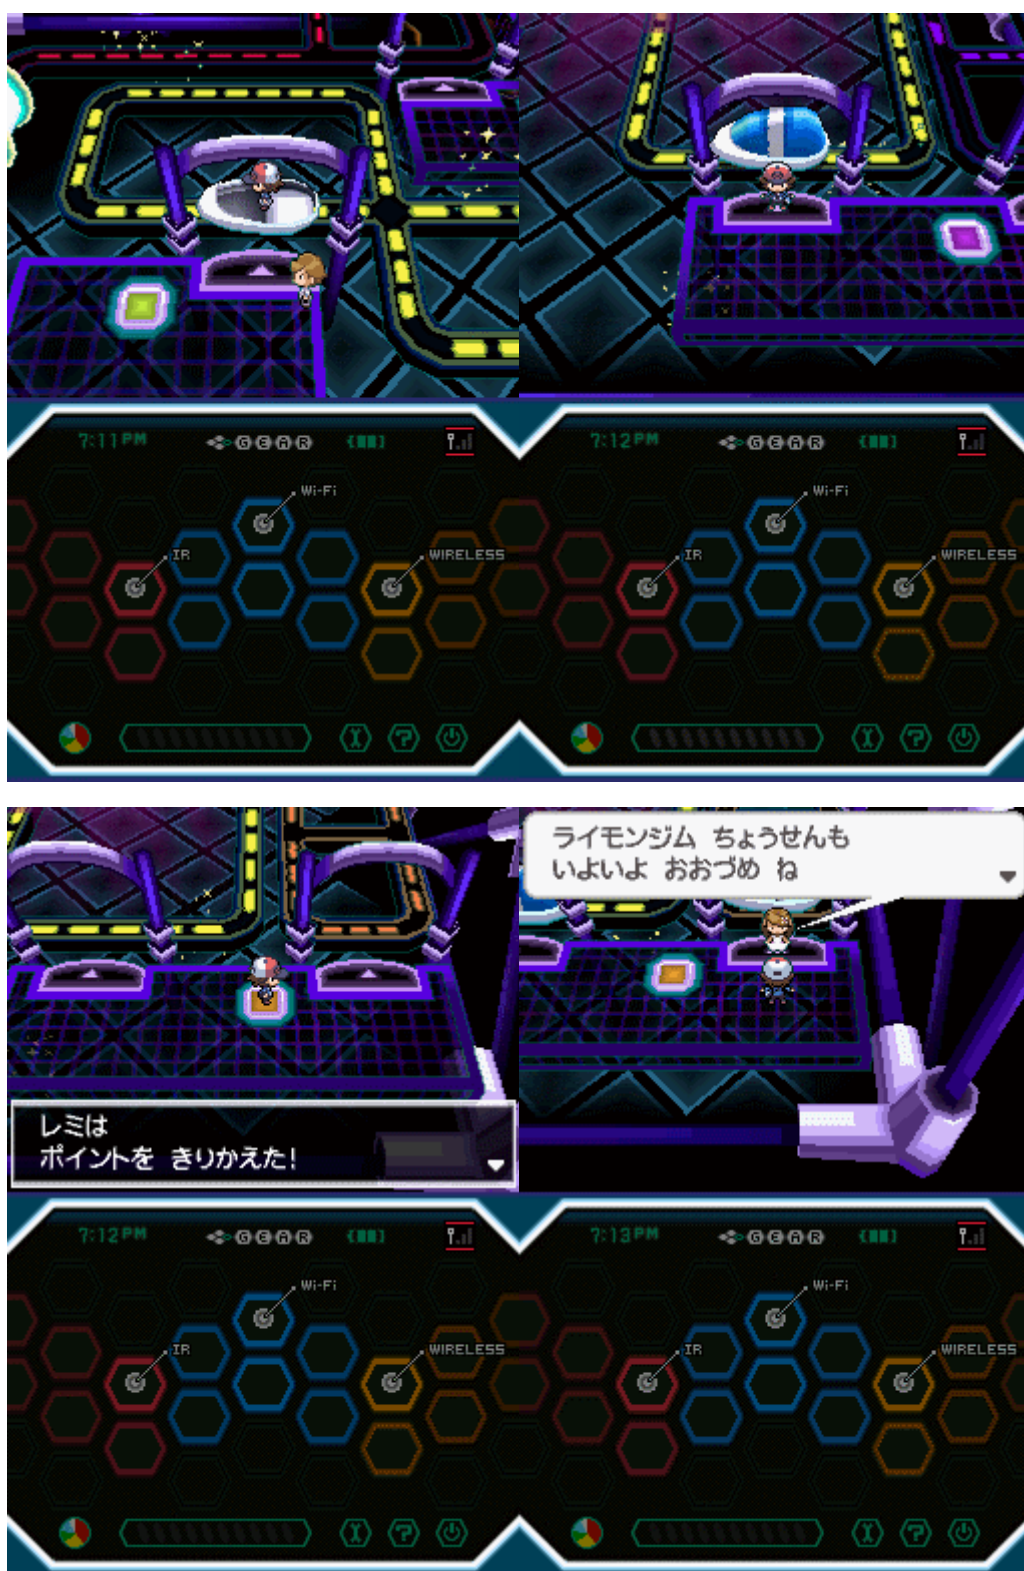 7:11PM GEAR
Wi-Fi
IR
WIRELESS
7:12PM GEAR
Wi-Fi
IR
WIRELESS
レミは
ポイントを きりかえた!
ライモンジム ちょうせんも
いよいよ おおづめ ね
7:12PM GEAR
Wi-Fi
IR
WIRELESS
7:13PM GEAR
Wi-Fi
IR
WIRELESS